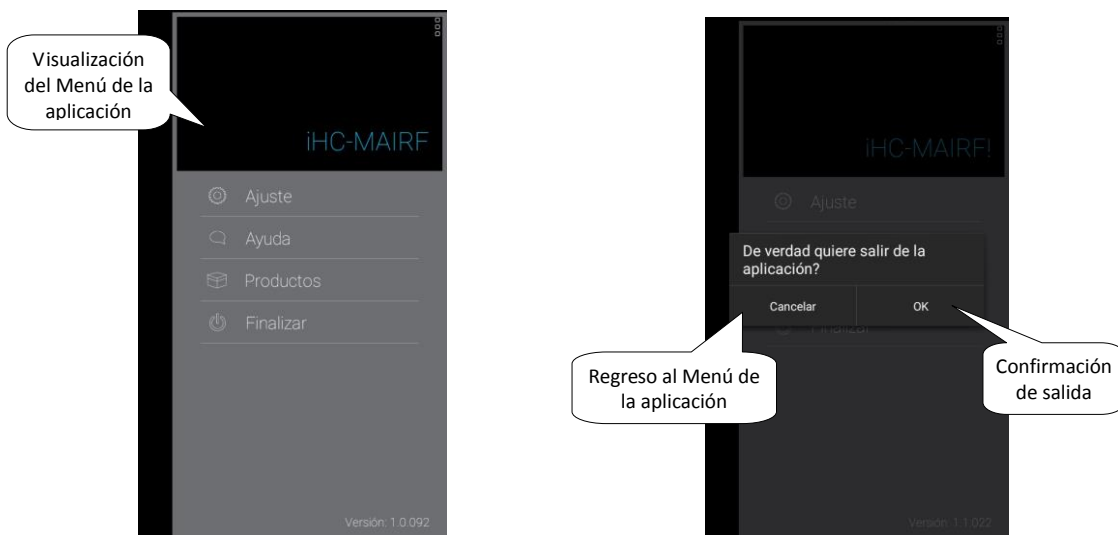 Visualización
del Menú de la
aplicación
iHC-MAIRF
Ajuste
Ayuda
Productos
Finalizar
Versión: 1.0.092
iHC-MAIRF!
Ajuste
De verdad quiere salir de la
aplicación?
Cancelar
OK
Finalizar
Regreso al Menú de
la aplicación
Confirmación
de salida
Versión: 1.1.022